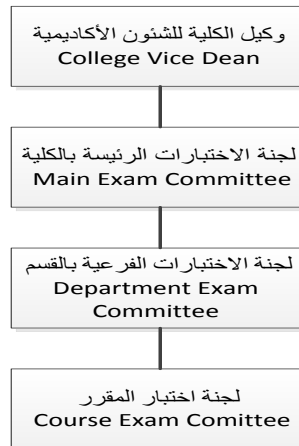 وكيل الكلية للشئون الأكاديمية
College Vice Dean
لجنة الاختبارات الرئيسة بالكلية
Main Exam Committee
لجنة الاختبارات الفرعية بالقسم
Department Exam
Committee
لجنة اختبار المقرر
Course Exam Comittee